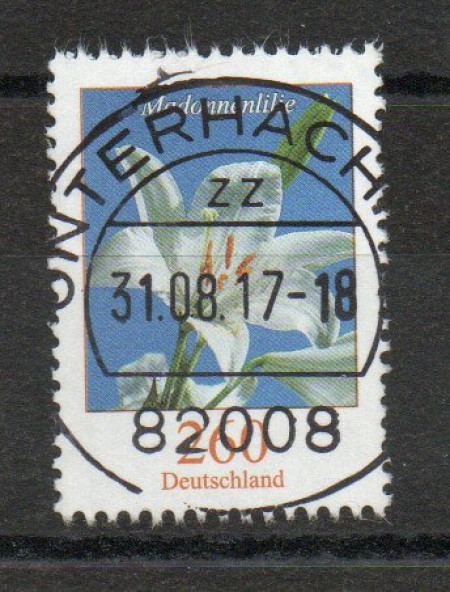 Madonnenlilie
UNTERHACH
zz
31.08.17-18
82008
260
Deutschland